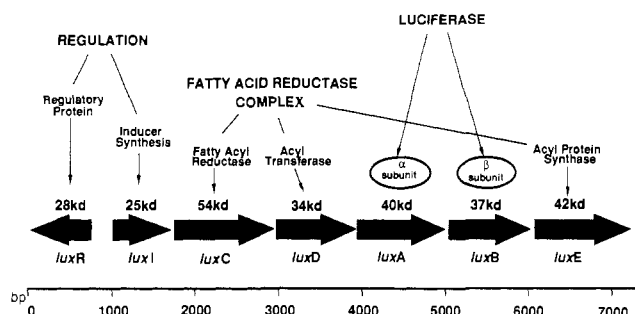 LUCIFERASE
REGULATION
FATTY ACID REDUCTASE
COMPLEX
Regulatory
Protein
Inducer
Synthesis
Fatty Acyl
Reductase
Acyl
Transferase
α
subunit
β
subunit
Acyl Protein
Synthase
28kd 25kd 54kd 34kd 40kd 37kd 42kd
luxR luxI luxC luxD luxA luxB luxE
bp
0 1000 2000 3000 4000 5000 6000 7000